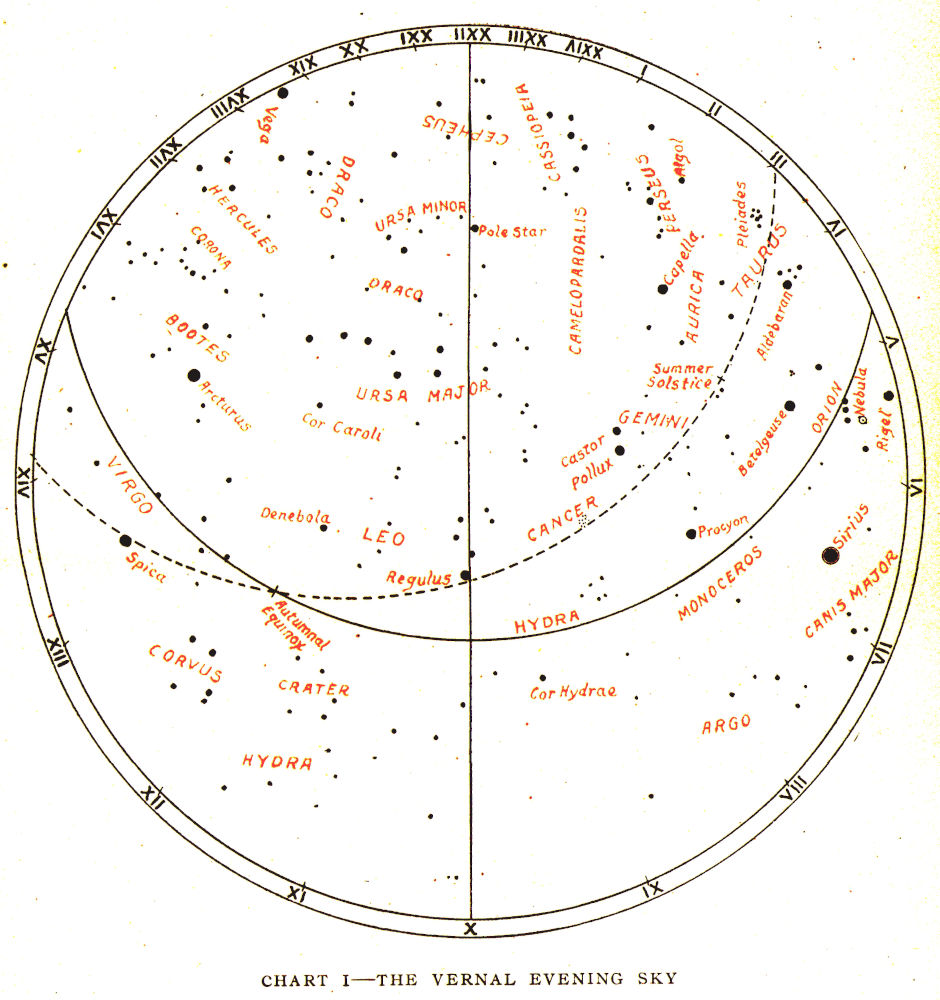 XVIII
XIX
XX
XXI
XXII
XXIII
XXIV
I
II
III
IV
V
VI
VII
VIII
IX
X
XI
XII
XIII
XIV
XV
XVI
XVII
Vega
CEPHEUS
CASSIOPEIA
DRACO
PERSEUS
Algol
HERCULES
URSA MINOR
Pole Star
CAMELOPARDALIS
Pleiades
TAURUS
CORONA
DRACO
Capella
AURICA
Aldebaran
BOOTES
Arcturus
URSA MAJOR
Cor Caroli
Summer
Solstice
GEMINI
Castor
Pollux
Betelgeuse
ORION
Nebula
Rigel
VIRGO
Denebola
LEO
CANCER
Procyon
Sirius
Spica
Regulus
Autumnal
Equinox
HYDRA
MONOCEROS
CANIS MAJOR
CORVUS
CRATER
Cor Hydrae
ARGO
HYDRA
CHART I—THE VERNAL EVENING SKY